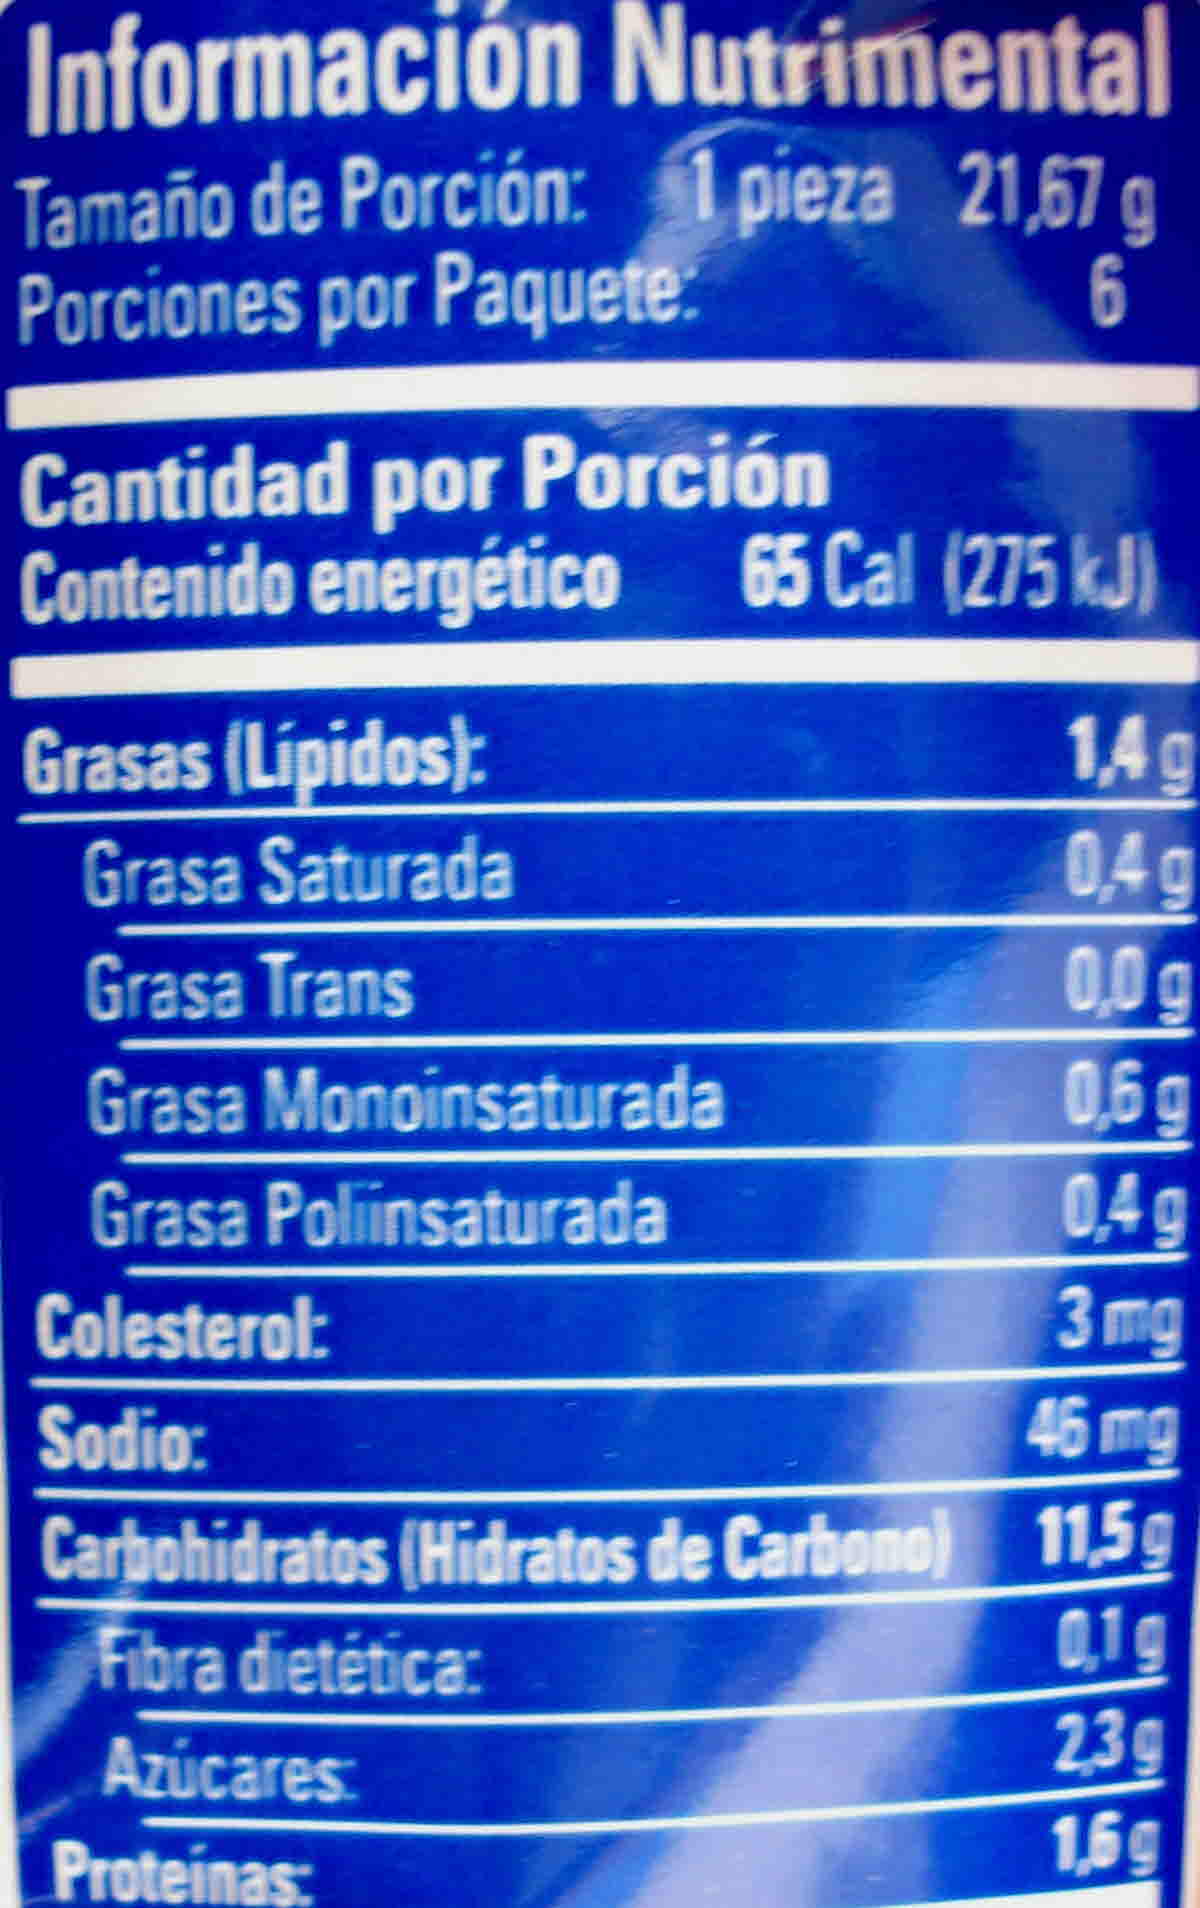 Información Nutrimental
Tamaño de Porción: 1 pieza 21,67 g
Porciones por Paquete: 6
Cantidad por Porción
Contenido energético 65 Cal (275 kJ)
Grasas (Lípidos): 1,4 g
Grasa Saturada 0,4 g
Grasa Trans 0,0 g
Grasa Monoinsaturada 0,6 g
Grasa Poliinsaturada 0,4 g
Colesterol: 3 mg
Sodio: 46 mg
Carbohidratos (Hidratos de Carbono) 11,5 g
Fibra dietética: 0,1 g
Azúcares: 2,3 g
Proteínas: 1,6 g